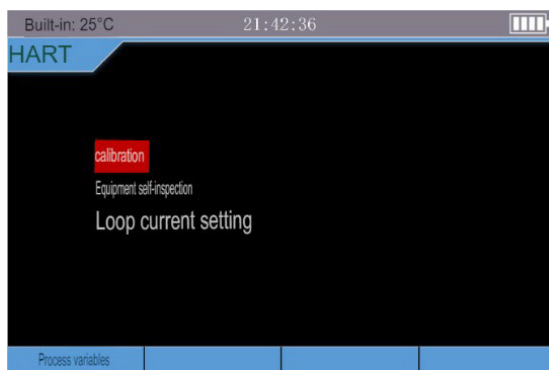 Built-in: 25°C 21:42:36
HART
calibration
Equipment self-inspection
Loop current setting
Process variables